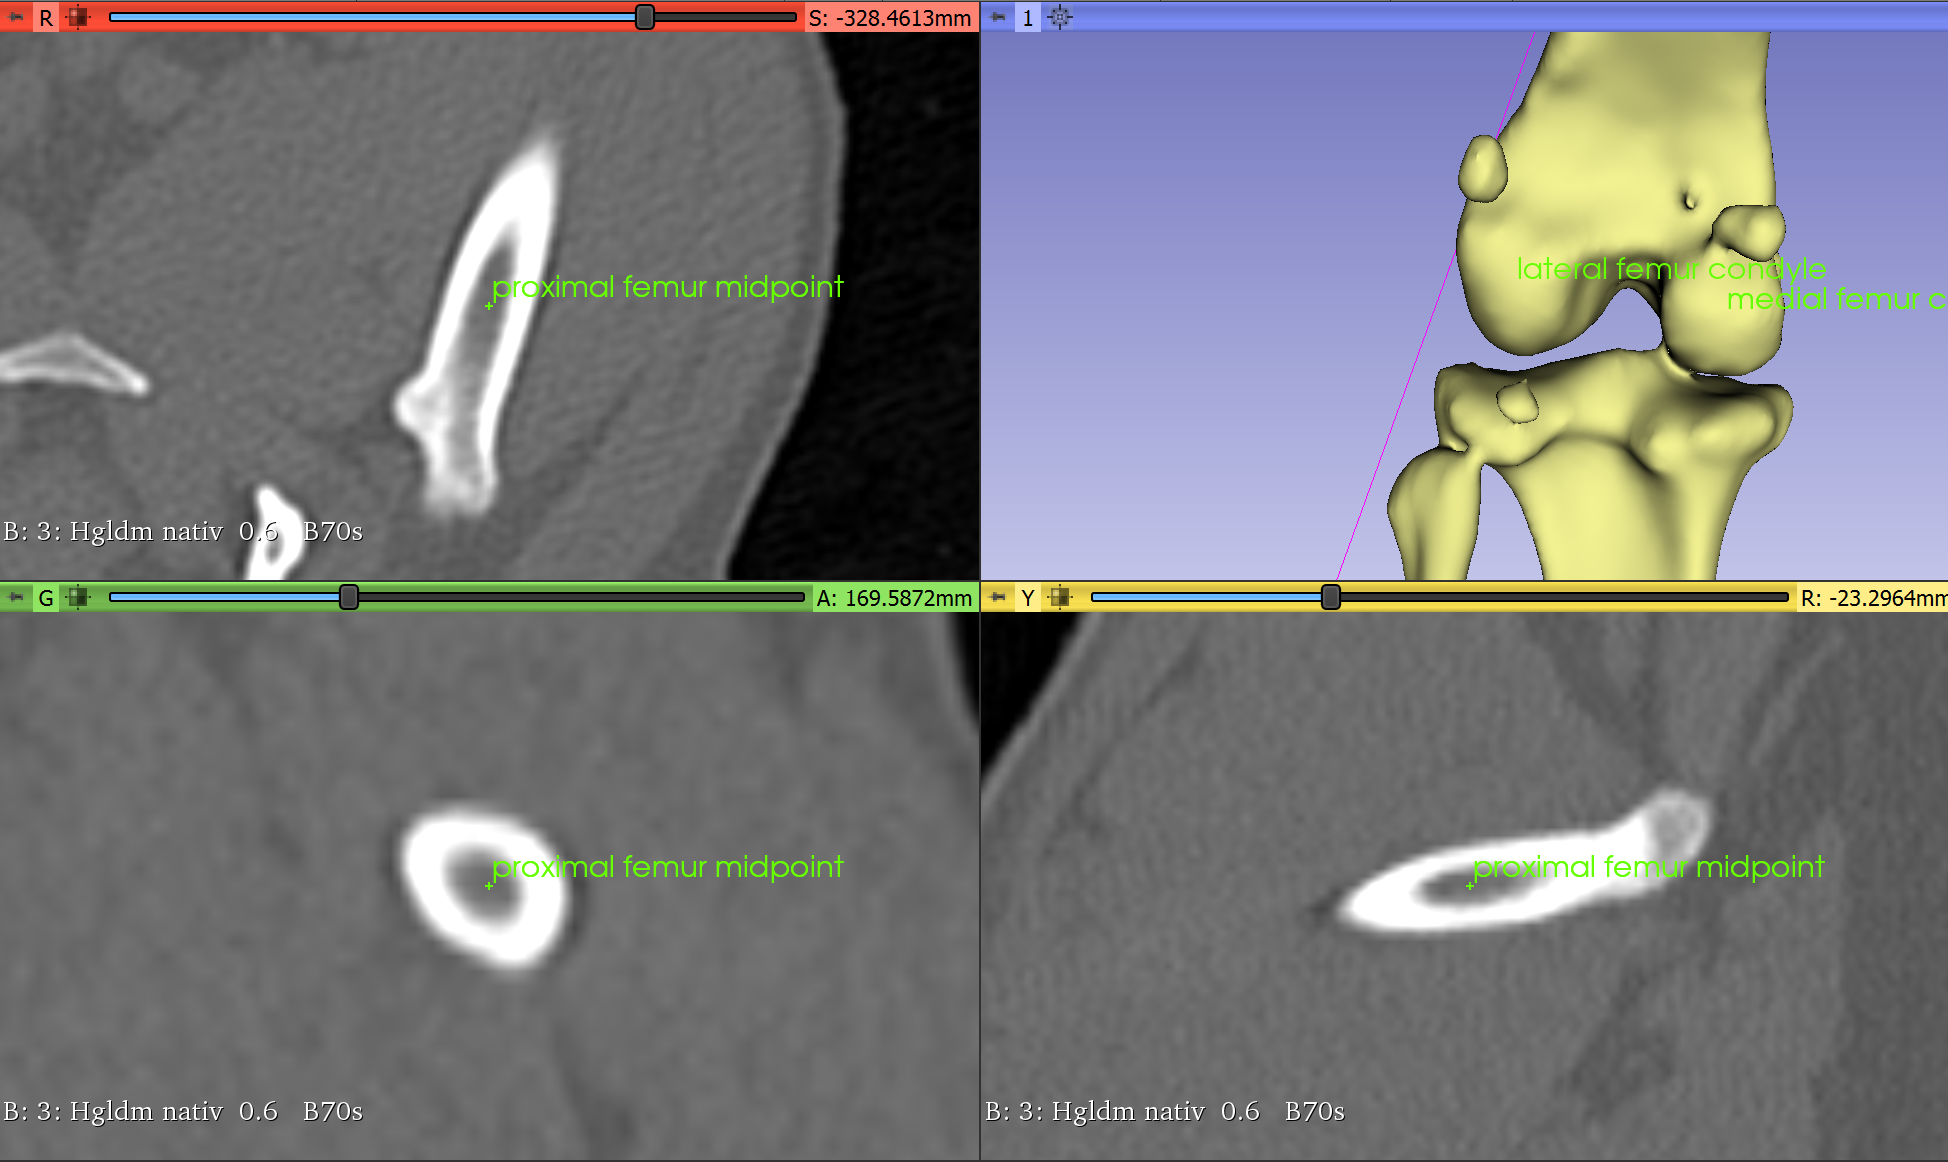 R
S: -328.4613mm
proximal femur midpoint
B: 3: Hgldm nativ 0.6 B70s
1
lateral femur condyle
medial femur c
G
A: 169.5872mm
proximal femur midpoint
B: 3: Hgldm nativ 0.6 B70s
Y
R: -23.2964mm
proximal femur midpoint
B: 3: Hgldm nativ 0.6 B70s